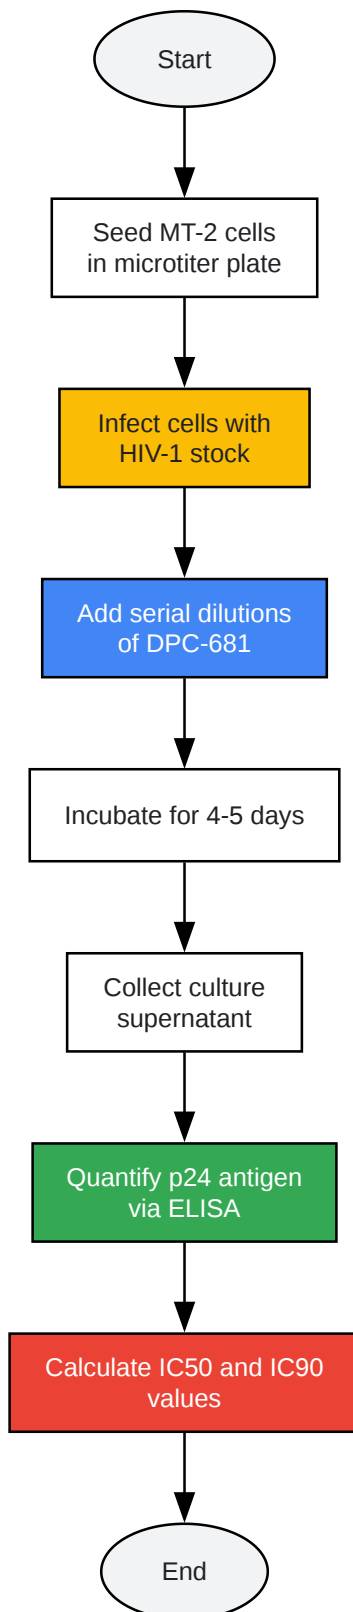 Start
Seed MT-2 cells
in microtiter plate
Infect cells with
HIV-1 stock
Add serial dilutions
of DPC-681
Incubate for 4-5 days
Collect culture
supernatant
Quantify p24 antigen
via ELISA
Calculate IC50 and IC90
values
End